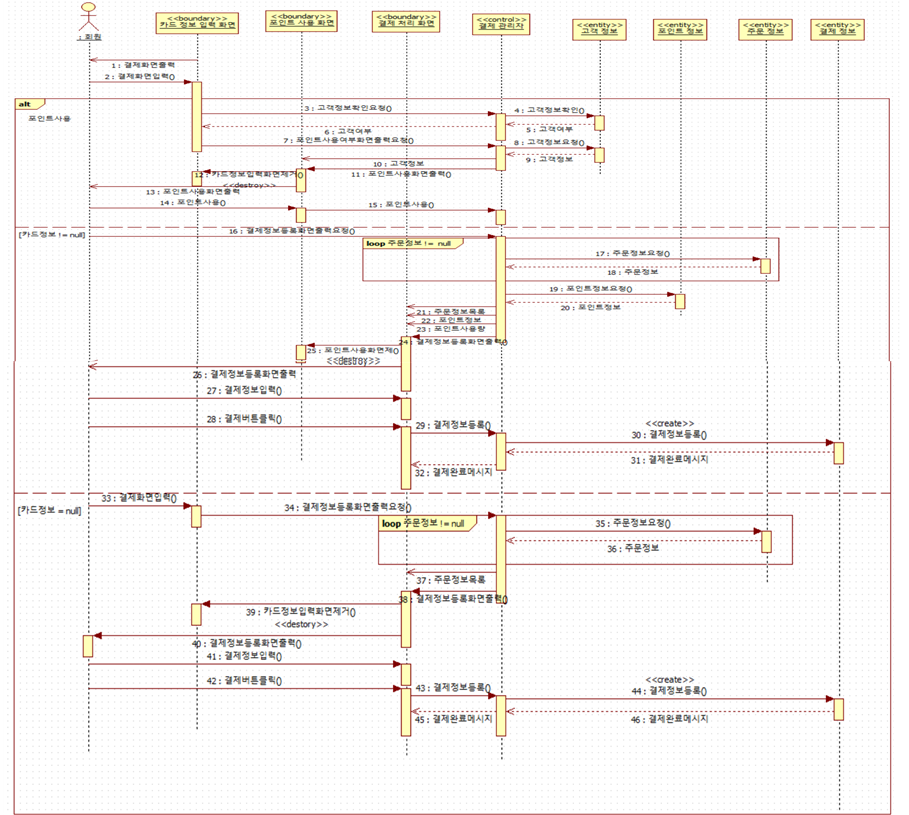 <<boundary>>
카드 정보 입력 화면
<<boundary>>
포인트 사용 화면
<<boundary>>
결제 처리 화면
<<control>>
결제 관리자
<<entity>>
고객 정보
<<entity>>
포인트 정보
<<entity>>
주문 정보
<<entity>>
결제 정보
: 회원
1 : 결제화면출력
2 : 결제화면입력()
alt
포인트사용
3 : 고객정보확인요청()
4 : 고객정보확인()
5 : 고객여부
6 : 고객여부
7 : 포인트사용여부화면출력요청()
8 : 고객정보요청()
9 : 고객정보
10 : 고객정보
11 : 포인트사용화면출력()
12 : 카드정보입력화면제거()
<<destroy>>
13 : 포인트사용화면출력
14 : 포인트사용()
15 : 포인트사용()
[카드정보 != null]
16 : 결제정보등록화면출력요청()
loop 주문정보 != null
17 : 주문정보요청()
18 : 주문정보
19 : 포인트정보요청()
20 : 포인트정보
21 : 주문정보목록
22 : 포인트정보
23 : 포인트사용량
24 : 결제정보등록화면출력()
25 : 포인트사용화면제()
<<destroy>>
26 : 결제정보등록화면출력
27 : 결제정보입력()
28 : 결제버튼클릭()
29 : 결제정보등록()
<<create>>
30 : 결제정보등록()
31 : 결제완료메시지
32 : 결제완료메시지
[카드정보 = null]
33 : 결제화면입력()
34 : 결제정보등록화면출력요청()
loop 주문정보 != null
35 : 주문정보요청()
36 : 주문정보
37 : 주문정보목록
38 : 결제정보등록화면출력()
39 : 카드정보입력화면제거()
<<destory>>
40 : 결제정보등록화면출력()
41 : 결제정보입력()
42 : 결제버튼클릭()
43 : 결제정보등록()
<<create>>
44 : 결제정보등록()
45 : 결제완료메시지
46 : 결제완료메시지